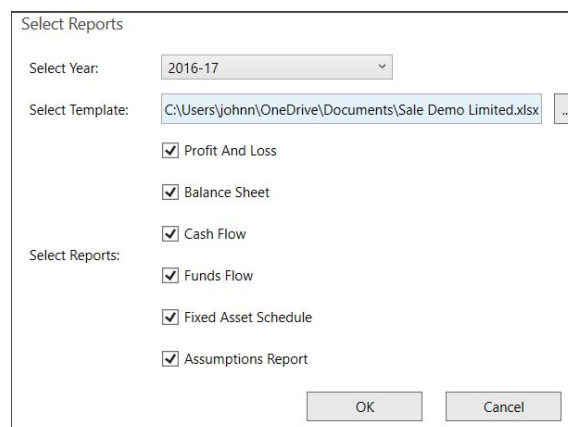 Select Reports
Select Year: 2016-17
Select Template: C:\Users\johnn\OneDrive\Documents\Sale Demo Limited.xlsx ..
Profit And Loss
Balance Sheet
Cash Flow
Select Reports:
Funds Flow
Fixed Asset Schedule
Assumptions Report
OK Cancel